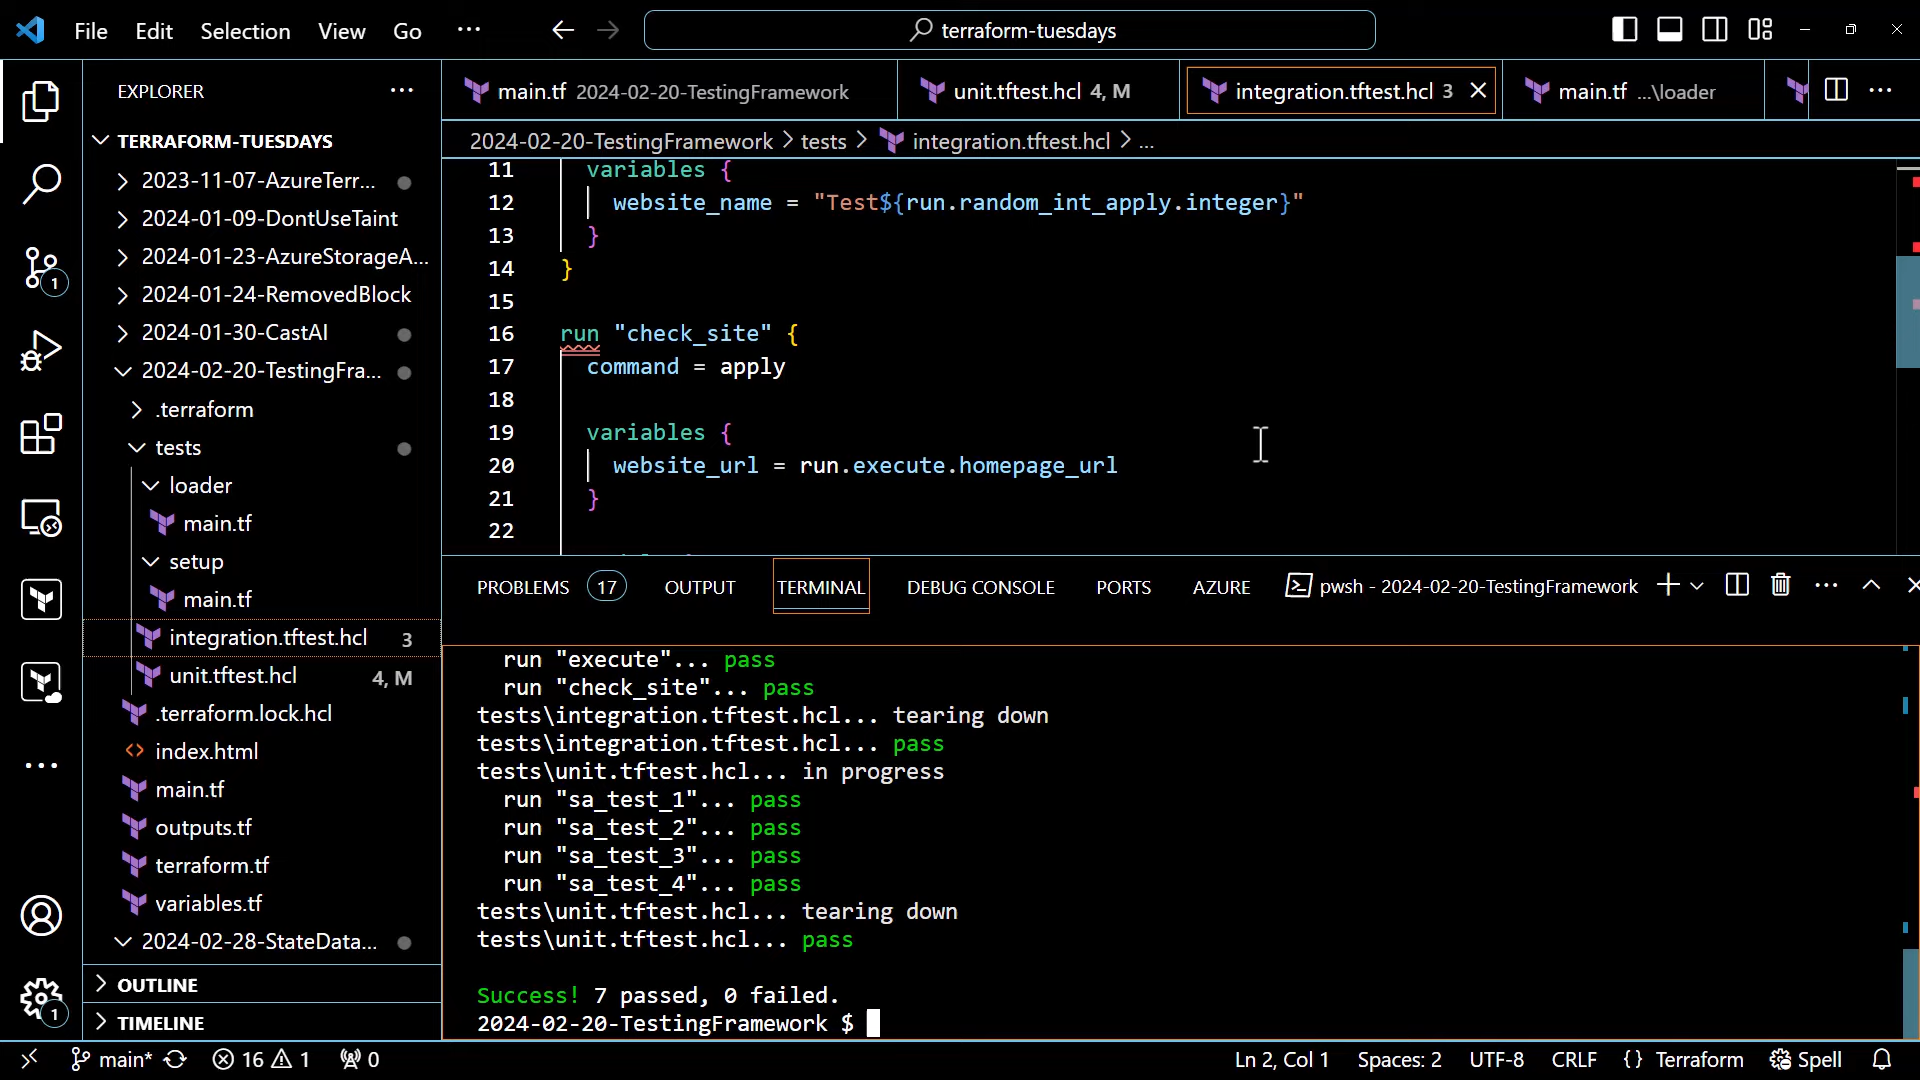 File Edit Selection View Go ···
terraform-tuesdays
EXPLORER
TERRAFORM-TUESDAYS
2023-11-07-AzureTerr...
2024-01-09-DontUseTaint
2024-01-23-AzureStorageA...
2024-01-24-RemovedBlock
2024-01-30-CastAI
2024-02-20-TestingFra...
.terraform
tests
loader
main.tf
setup
main.tf
integration.tftest.hcl 3
unit.tftest.hcl 4, M
.terraform.lock.hcl
index.html
main.tf
outputs.tf
terraform.tf
variables.tf
2024-02-28-StateData...
OUTLINE
TIMELINE
1
1
main.tf 2024-02-20-TestingFramework
unit.tftest.hcl 4, M
integration.tftest.hcl 3
main.tf ...\loader
2024-02-20-TestingFramework > tests > integration.tftest.hcl > ...
11 variables {
12 website_name = "Test${run.random_int_apply.integer}"
13 }
14 }
15
16 run "check_site" {
17 command = apply
18
19 variables {
20 website_url = run.execute.homepage_url
21 }
22
PROBLEMS 17 OUTPUT TERMINAL DEBUG CONSOLE PORTS AZURE pwsh - 2024-02-20-TestingFramework
run "execute"... pass
run "check_site"... pass
tests\integration.tftest.hcl... tearing down
tests\integration.tftest.hcl... pass
tests\unit.tftest.hcl... in progress
run "sa_test_1"... pass
run "sa_test_2"... pass
run "sa_test_3"... pass
run "sa_test_4"... pass
tests\unit.tftest.hcl... tearing down
tests\unit.tftest.hcl... pass
Success! 7 passed, 0 failed.
2024-02-20-TestingFramework $
main* 16 1 0 Ln 2, Col 1 Spaces: 2 UTF-8 CRLF {} Terraform Spell